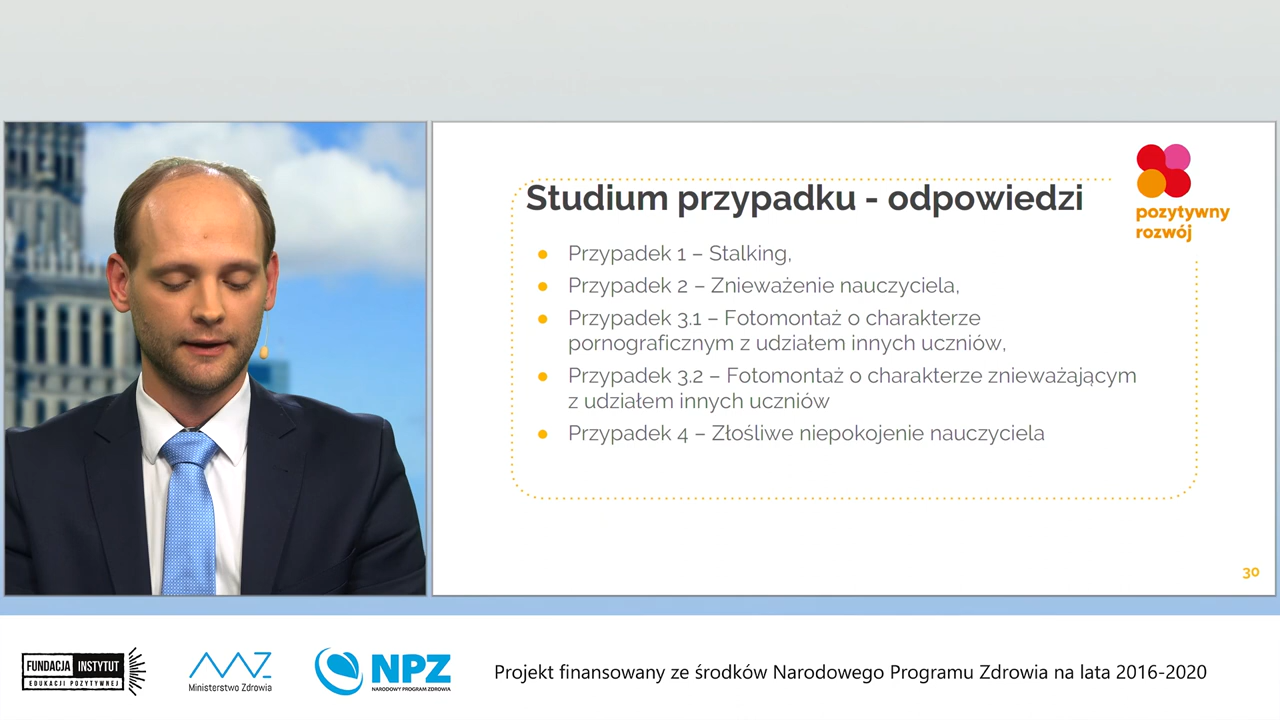 Studium przypadku - odpowiedzi
pozytywny
rozwój
● Przypadek 1 – Stalking,
● Przypadek 2 – Znieważenie nauczyciela,
● Przypadek 3.1 – Fotomontaż o charakterze
pornograficznym z udziałem innych uczniów,
● Przypadek 3.2 – Fotomontaż o charakterze znieważającym
z udziałem innych uczniów
● Przypadek 4 – Złośliwe niepokojenie nauczyciela
30
FUNDACJA INSTYTUT
EDUKACJI POZYTYWNEJ
Ministerstwo Zdrowia
NPZ
NARODOWY PROGRAM ZDROWIA
Projekt finansowany ze środków Narodowego Programu Zdrowia na lata 2016-2020